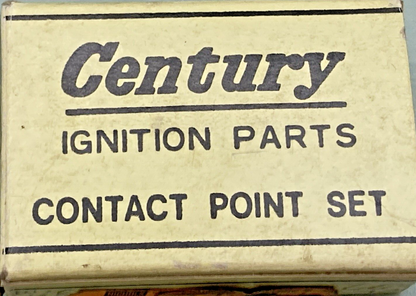 Century
IGNITION PARTS
CONTACT POINT SET